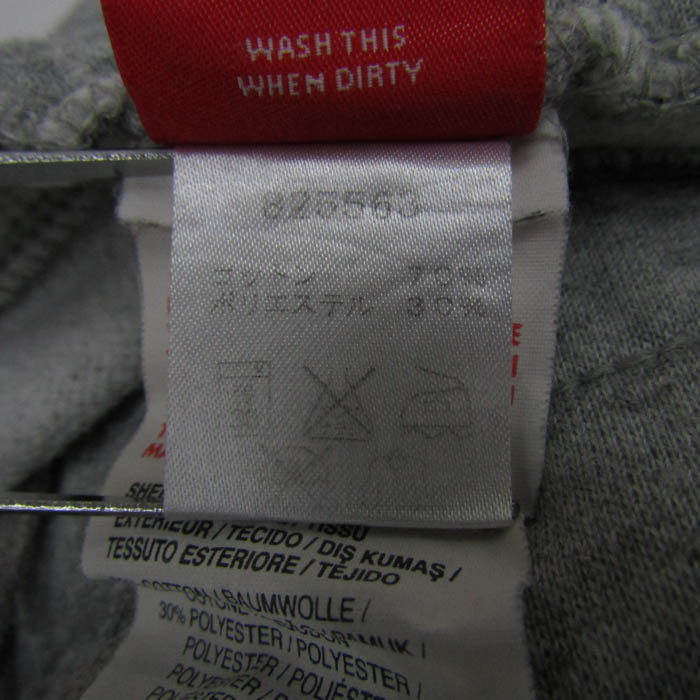 WASH THIS
WHEN DIRTY
825563
コットン 70%
ポリエステル 30%
EXTERIEUR / TECIDO / DIŞ KUMAŞ /
TESSUTO ESTERIORE / TEJIDO
/ BAUMWOLLE /
30% POLYESTER / POLYESTER /
POLYESTER / POLIÉSTER /
POLYESTER